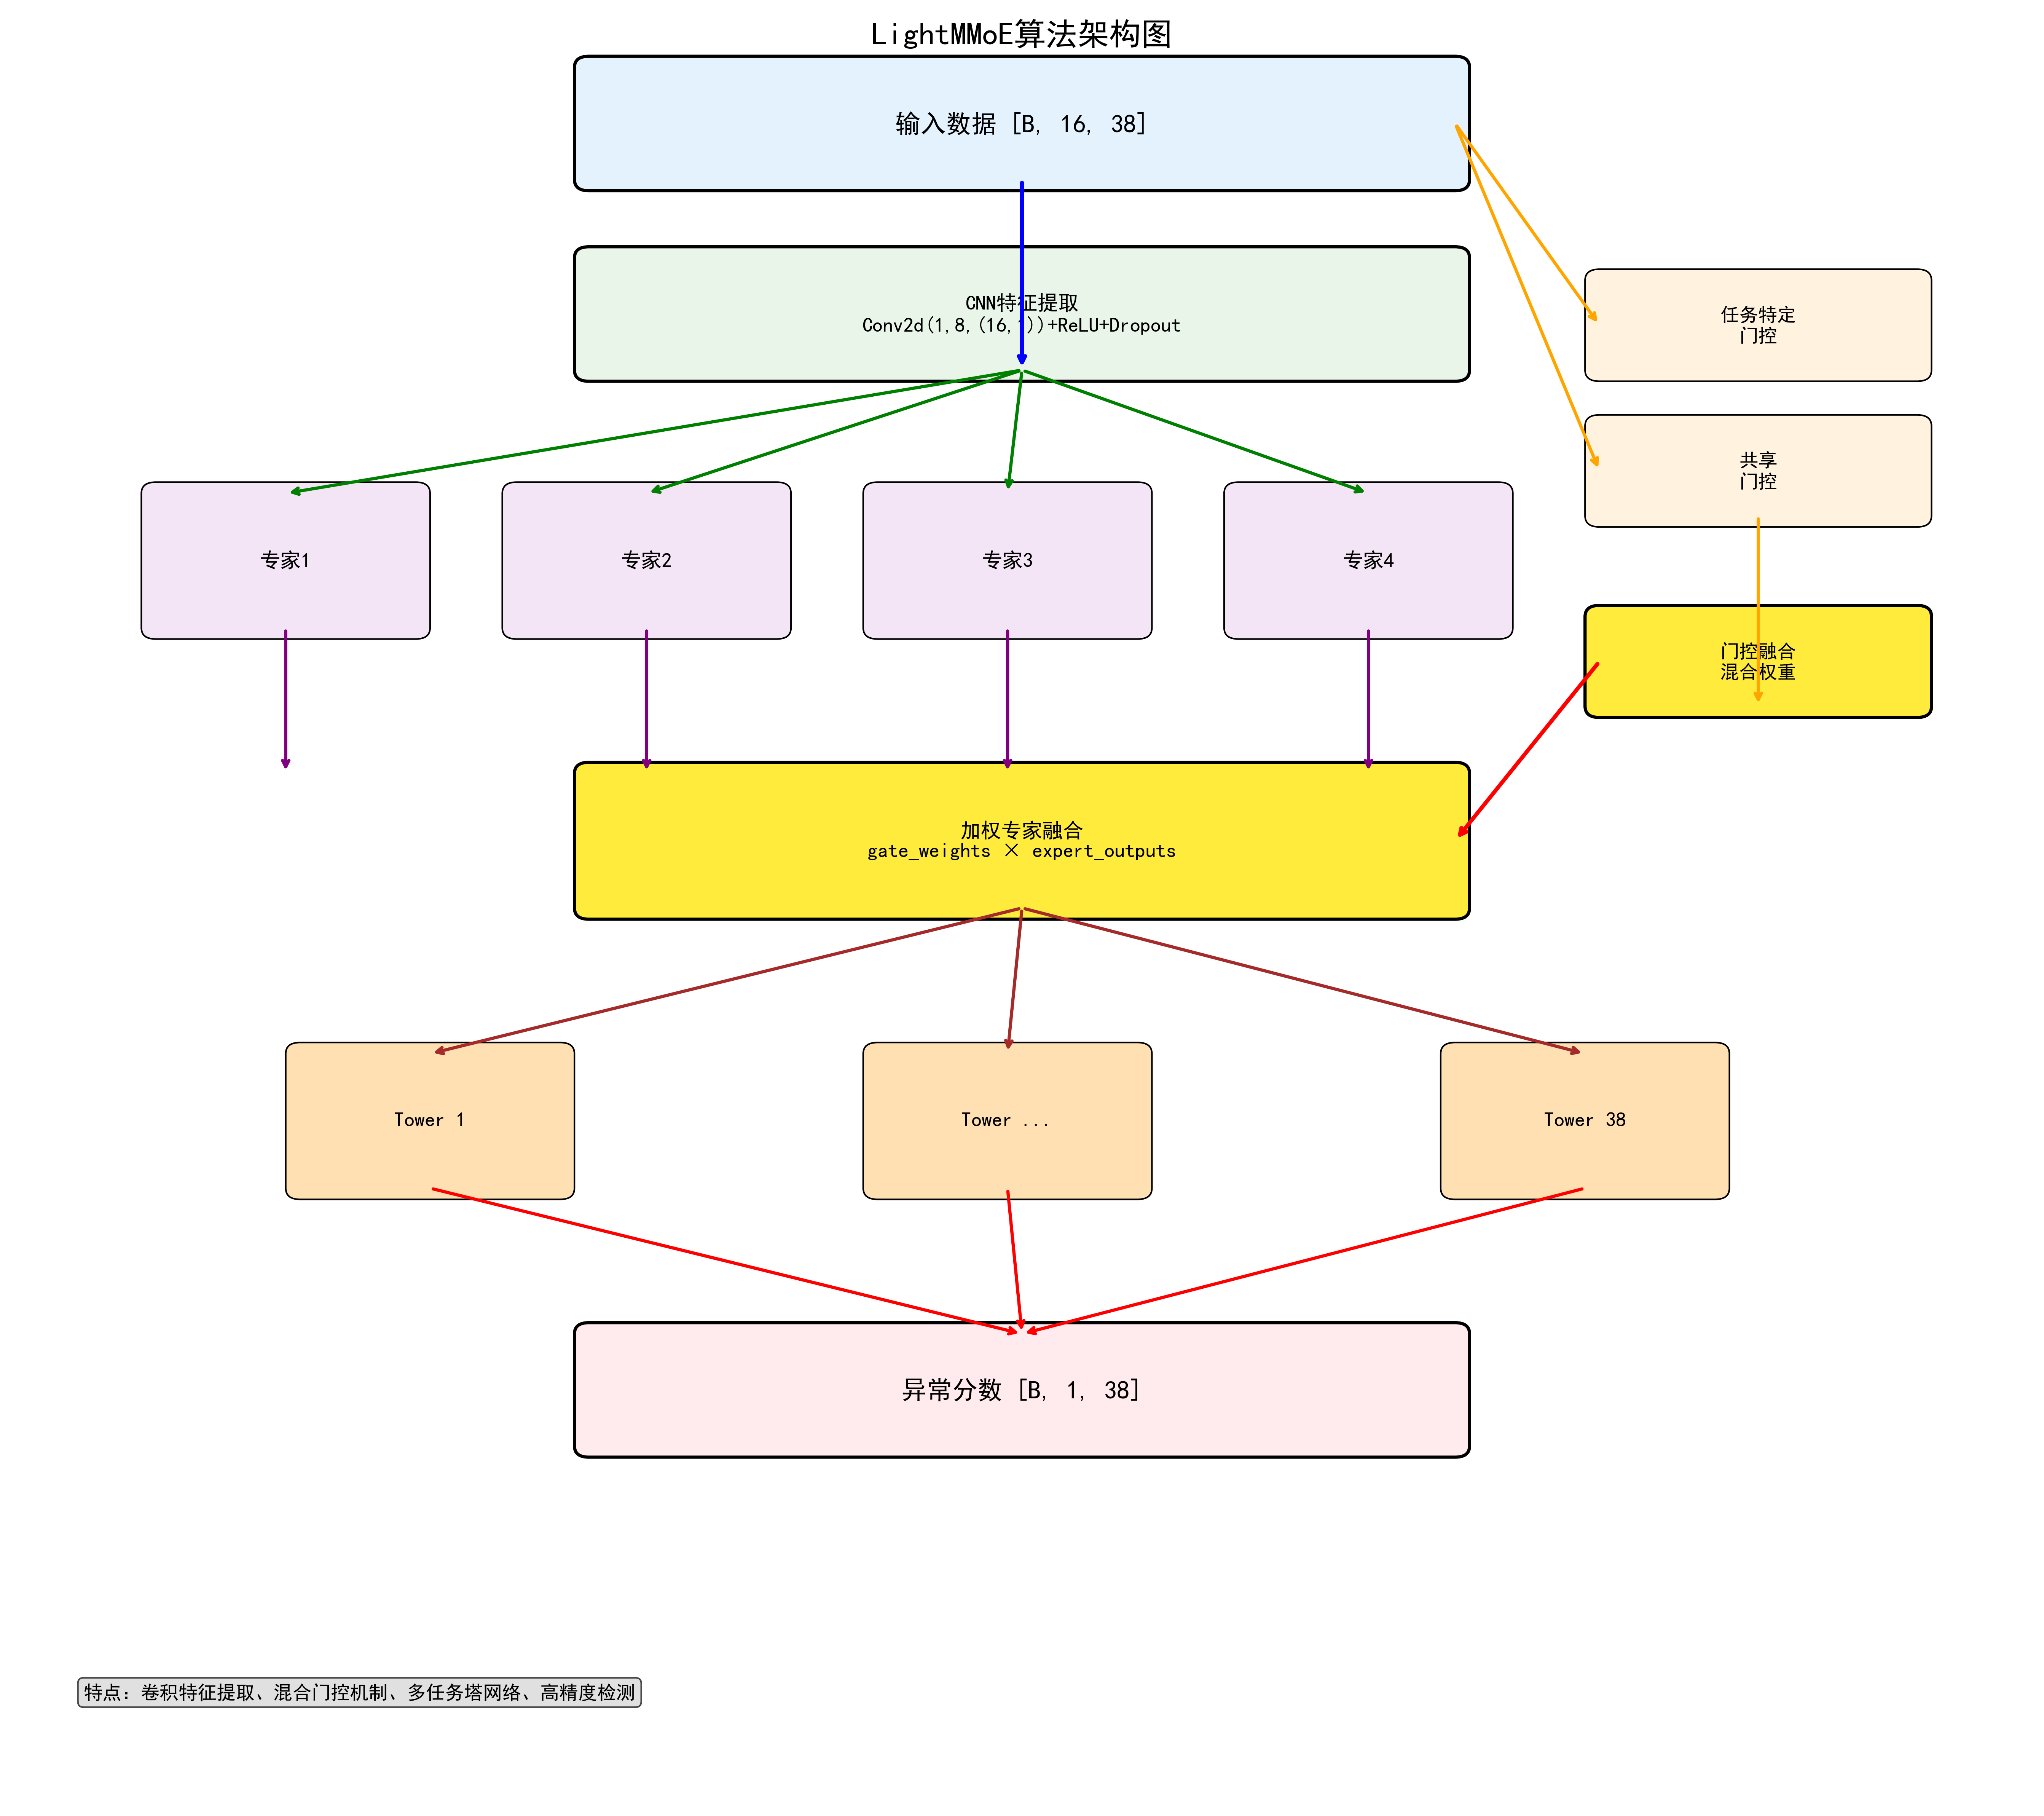 LightMMoE算法架构图
输入数据 [B, 16, 38]
CNN特征提取
Conv2d(1,8,(16,1))+ReLU+Dropout
任务特定
门控
共享
门控
专家1
专家2
专家3
专家4
门控融合
混合权重
加权专家融合
gate_weights × expert_outputs
Tower 1
Tower ...
Tower 38
异常分数 [B, 1, 38]
特点：卷积特征提取、混合门控机制、多任务塔网络、高精度检测